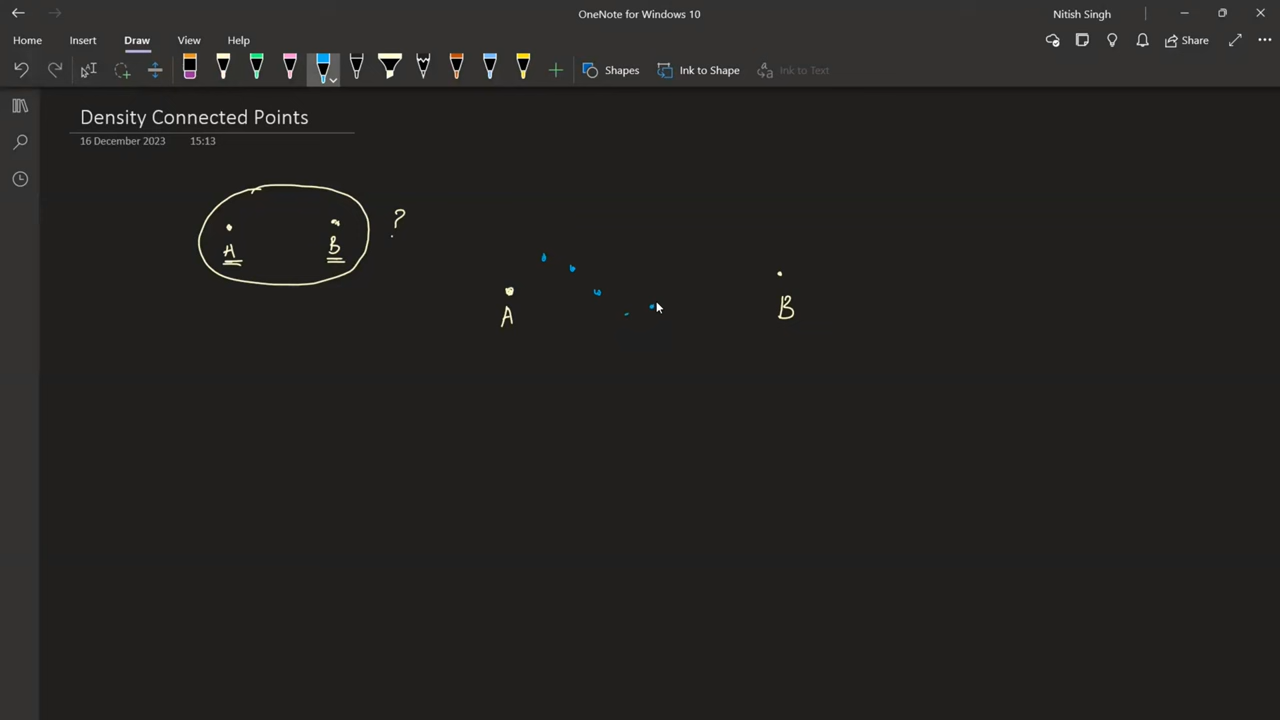 OneNote for Windows 10
Nitish Singh
Home Insert Draw View Help
Share
Shapes
Ink to Shape
Ink to Text
Density Connected Points
16 December 2023 15:13
A B ?
A B